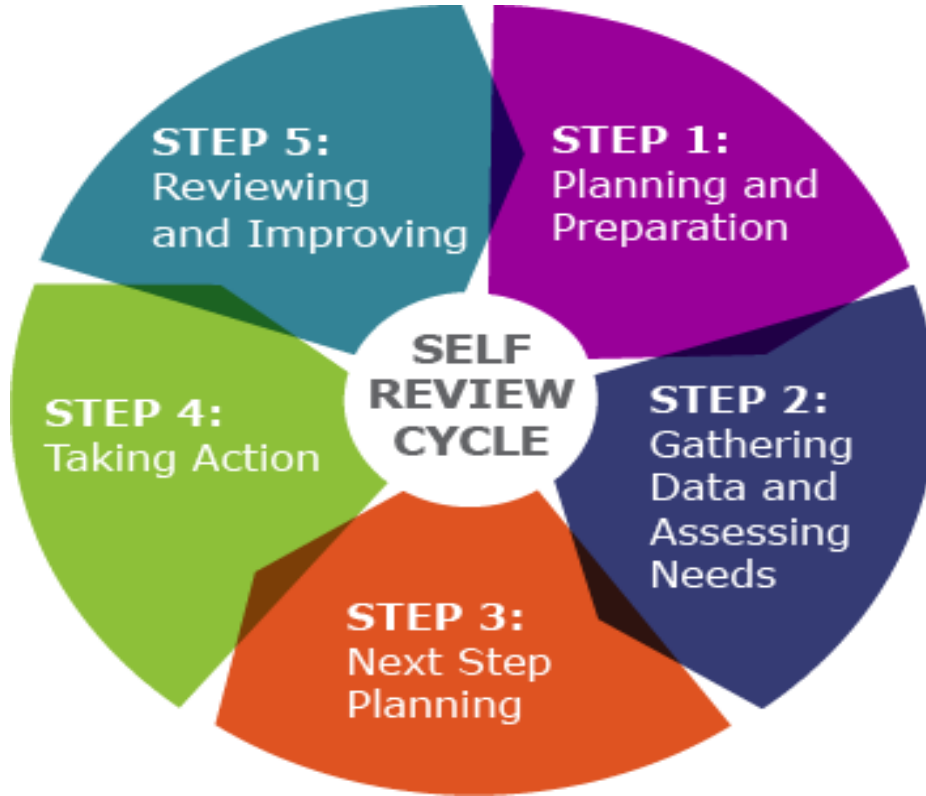 STEP 1:
Planning and
Preparation
STEP 2:
Gathering
Data and
Assessing
Needs
STEP 3:
Next Step
Planning
STEP 4:
Taking Action
STEP 5:
Reviewing
and Improving
SELF
REVIEW
CYCLE